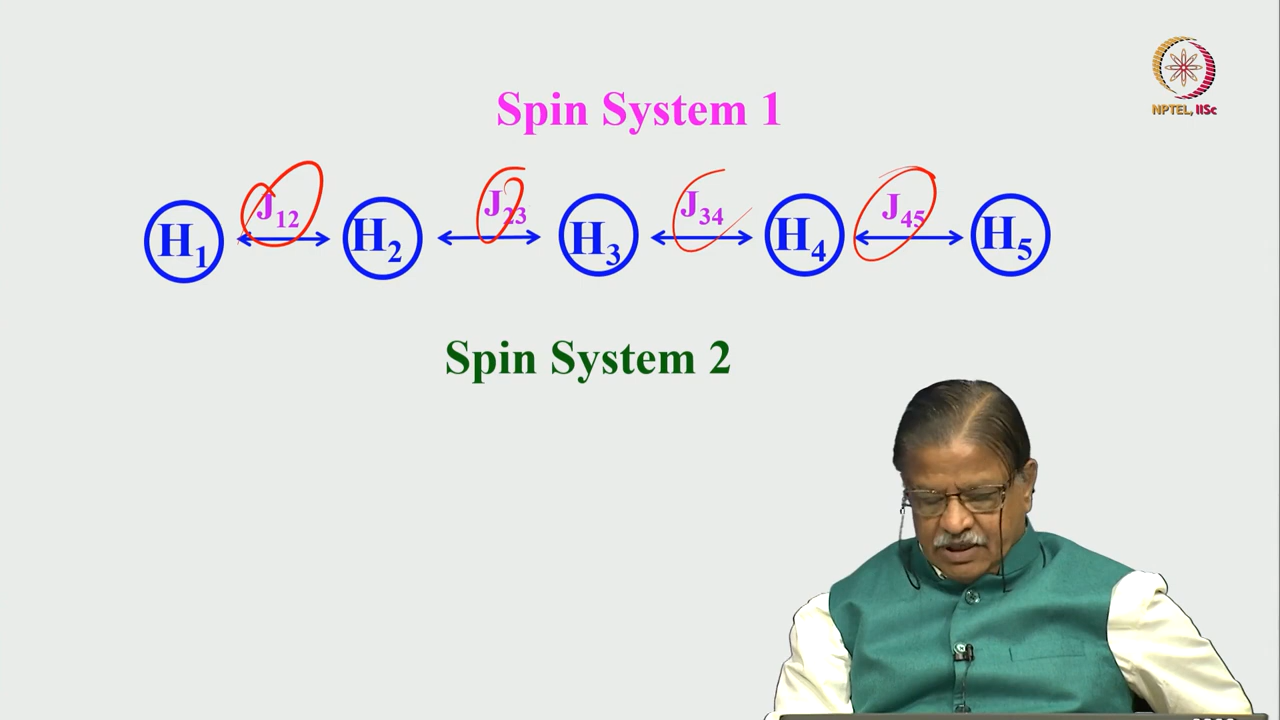 NPTEL, IISc
Spin System 1
J₁₂ J₂₃ J₃₄ J₄₅
H₁ H₂ H₃ H₄ H₅
Spin System 2